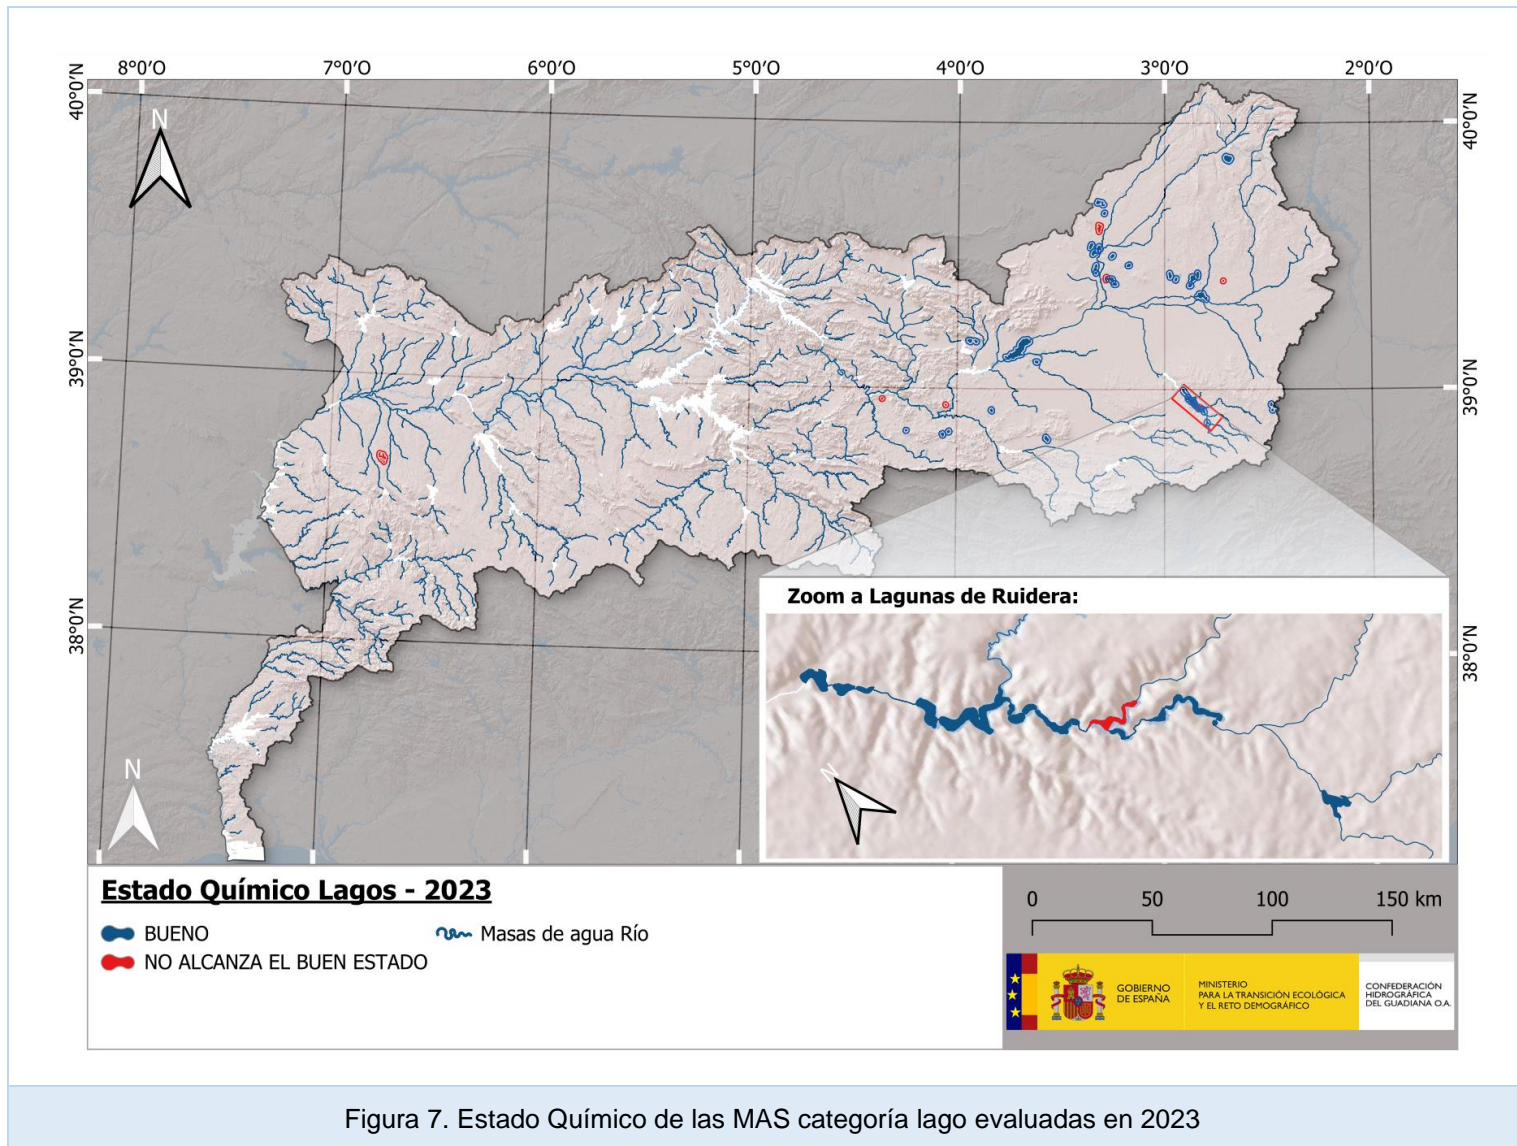 8°0'O 7°0'O 6°0'O 5°0'O 4°0'O 3°0'O 2°0'O
40°0'N 40°0'N
N
39°0'N 39°0'N
38°0'N 38°0'N
Zoom a Lagunas de Ruidera:
N
N
Estado Químico Lagos - 2023
BUENO Masas de agua Río
NO ALCANZA EL BUEN ESTADO
0 50 100 150 km
GOBIERNO
DE ESPAÑA
MINISTERIO
PARA LA TRANSICIÓN ECOLÓGICA
Y EL RETO DEMOGRÁFICO
CONFEDERACIÓN
HIDROGRÁFICA
DEL GUADIANA O.A.
Figura 7. Estado Químico de las MAS categoría lago evaluadas en 2023